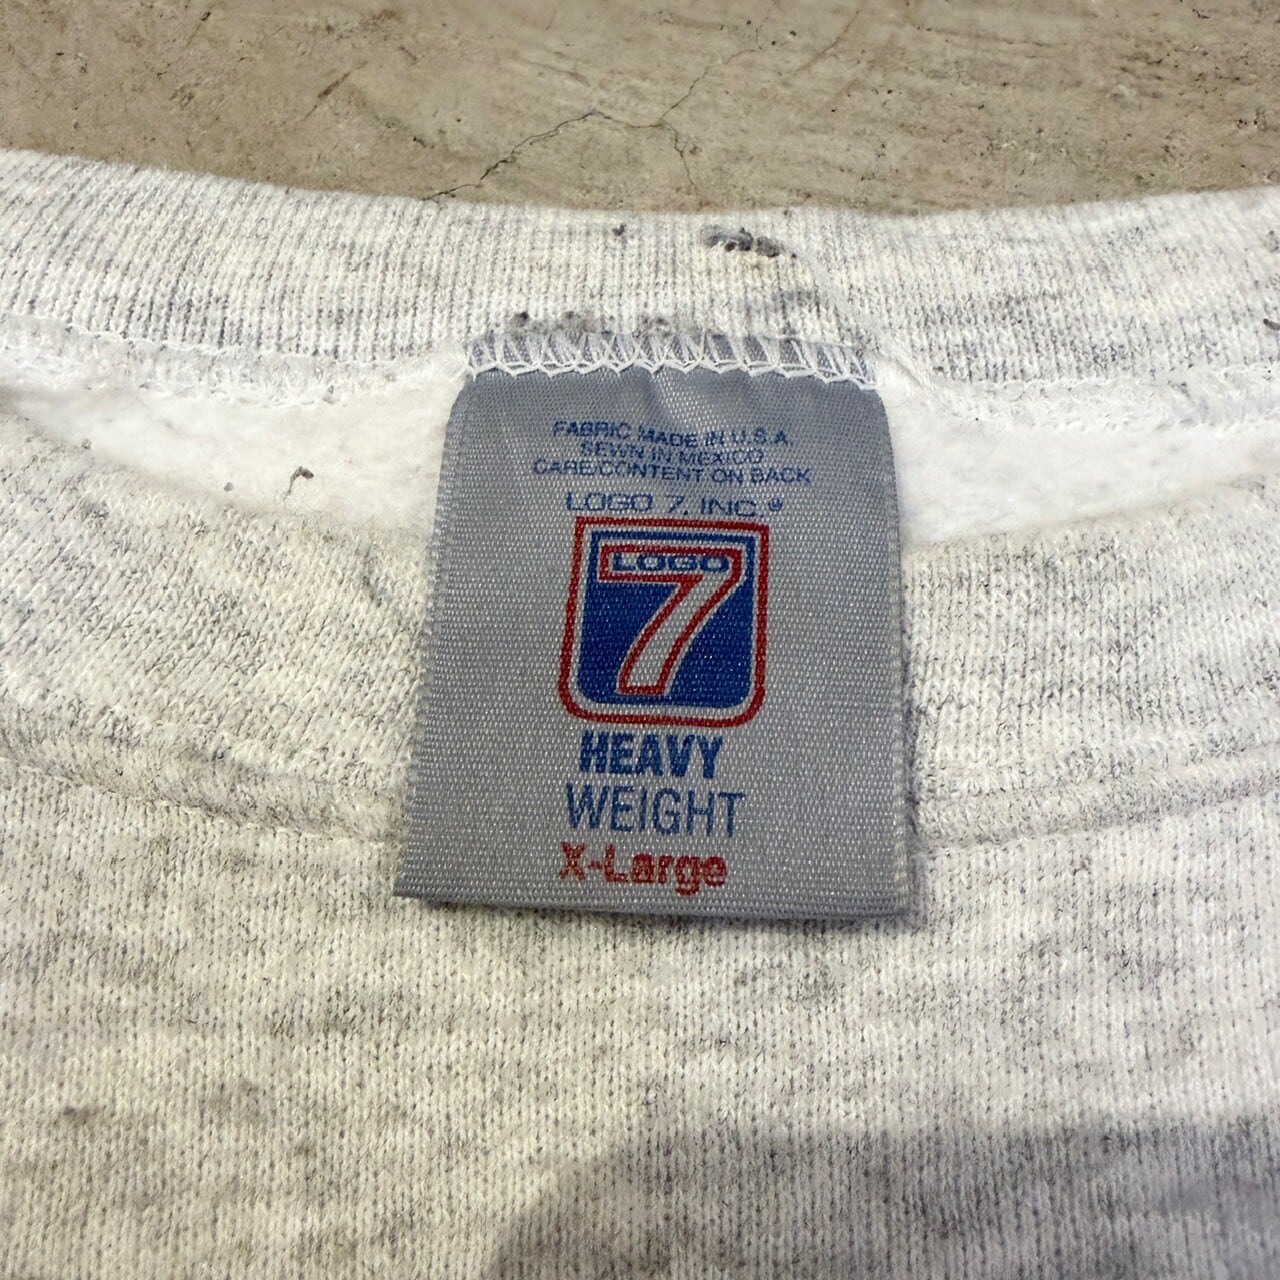 FABRIC MADE IN U.S.A.
SEWN IN MEXICO
CARE/CONTENT ON BACK
LOGO 7, INC.®
LOGO
7
HEAVY
WEIGHT
X-Large